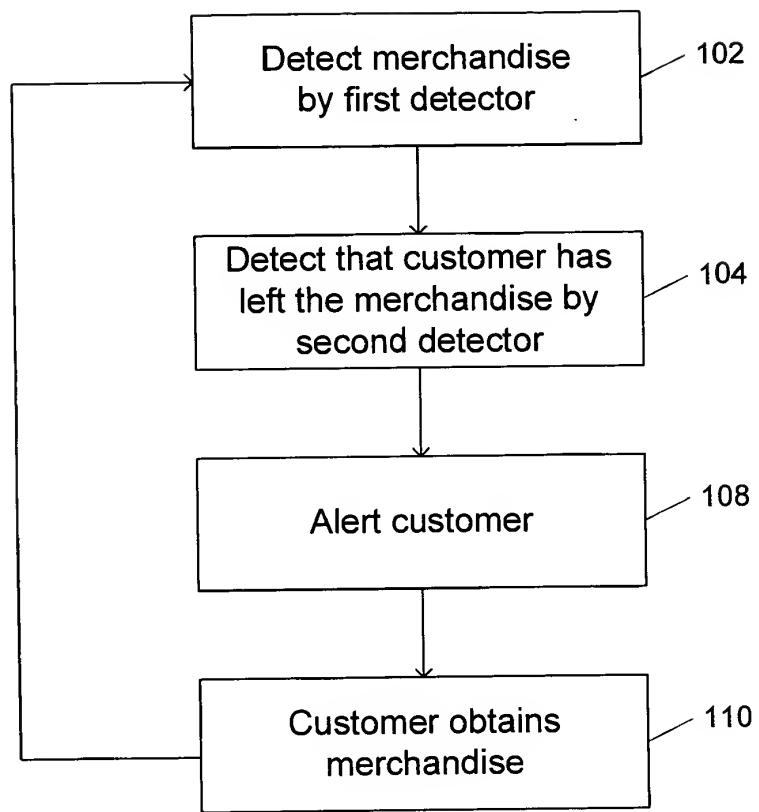 Detect merchandise
by first detector
102
Detect that customer has
left the merchandise by
second detector
104
Alert customer
108
Customer obtains
merchandise
110